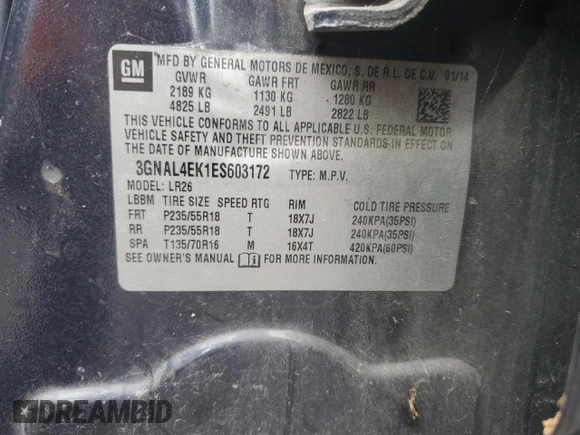 GM
MFD BY GENERAL MOTORS DE MEXICO, S. DE R.L. DE C.V. 01/14
GVWR GAWR FRT GAWR RR
2189 KG 1130 KG 1280 KG
4825 LB 2491 LB 2822 LB
THIS VEHICLE CONFORMS TO ALL APPLICABLE U.S. FEDERAL MOTOR
VEHICLE SAFETY AND THEFT PREVENTION STANDARDS IN EFFECT ON
THE DATE OF MANUFACTURE SHOWN ABOVE.
3GNAL4EK1ES603172 TYPE: M.P.V.
MODEL: LR26
LBBM TIRE SIZE SPEED RTG RIM COLD TIRE PRESSURE
FRT P235/55R18 T 18X7J 240KPA(35PSI)
RR P235/55R18 T 18X7J 240KPA(35PSI)
SPA T135/70R16 M 16X4T 420KPA(60PSI)
SEE OWNER'S MANUAL FOR MORE INFORMATION.
DREAMBID